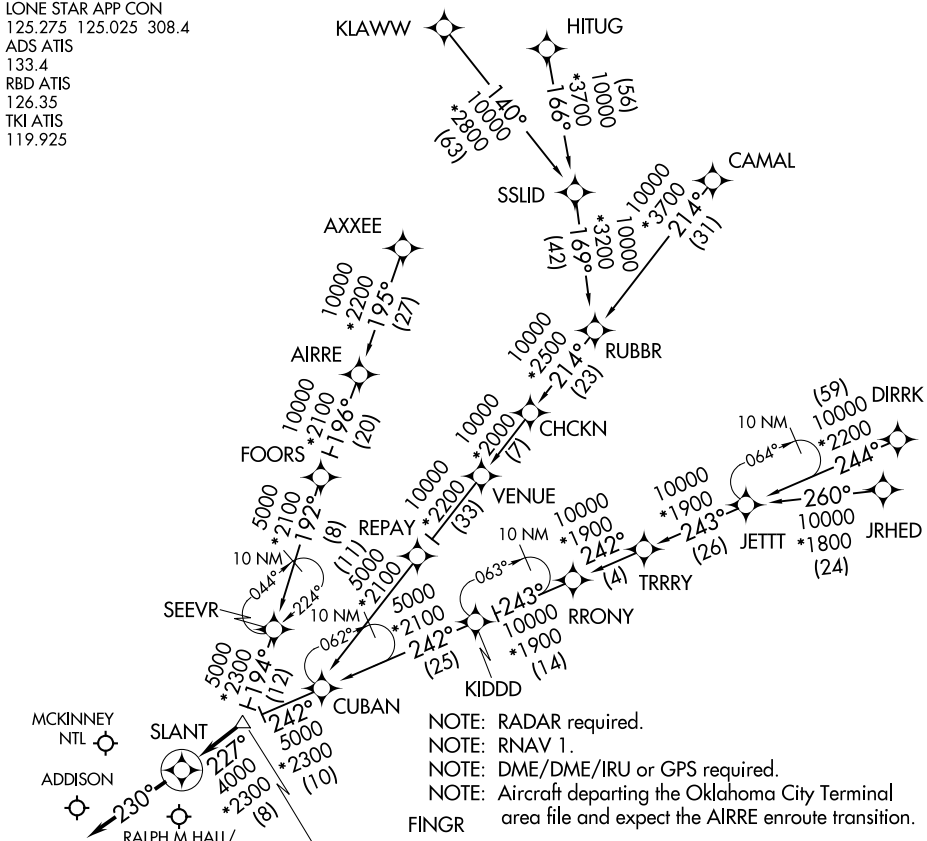 LONE STAR APP CON
125.275 125.025 308.4
ADS ATIS
133.4
RBD ATIS
126.35
TKI ATIS
119.925
KLAWW
HITUG
140°
10000
*2800
(63)
166°
(56)
10000
*3700
SSLID
CAMAL
10000
*3700
214°
(31)
169°
10000
*3200
(42)
AXXEE
10000
*2200
195°
(27)
RUBBR
10000
*2500
214°
(23)
AIRRE
10000
*2100
196°
(20)
CHCKN
10000
*2000
(7)
FOORS
VENUE
10000
*2200
(33)
DIRRK
(59)
10000
*2200
244°
10 NM
064°
JRHED
260°
10000
*1800
(24)
JETTT
10000
*1900
243°
(26)
TRRRY
10000
*1900
242°
(4)
RRONY
243°
10000
*1900
(14)
10 NM
063°
KIDDD
REPAY
(11)
5000
*2100
5000
*2100
192°
(8)
10 NM
044°
224°
SEEVR
5000
*2300
194°
(12)
10 NM
062°
5000
*2100
242°
(25)
CUBAN
242°
5000
*2300
(10)
SLANT
227°
4000
*2300
(8)
230°
MCKINNEY
NTL
ADDISON
RALPH M HALL/
FINGR
NOTE: RADAR required.
NOTE: RNAV 1.
NOTE: DME/DME/IRU or GPS required.
NOTE: Aircraft departing the Oklahoma City Terminal
area file and expect the AIRRE enroute transition.